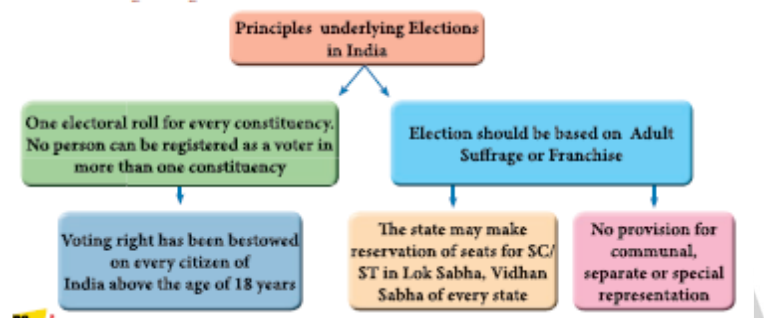 Principles underlying Elections
in India
One electoral roll for every constituency.
No person can be registered as a voter in
more than one constituency
Election should be based on Adult
Suffrage or Franchise
Voting right has been bestowed
on every citizen of
India above the age of 18 years
The state may make
reservation of seats for SC/
ST in Lok Sabha, Vidhan
Sabha of every state
No provision for
communal,
separate or special
representation